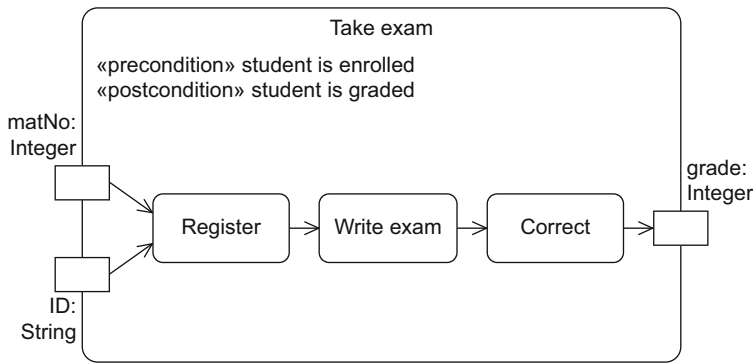 Take exam
«precondition» student is enrolled
«postcondition» student is graded
matNo:
Integer
grade:
Integer
Register
Write exam
Correct
ID:
String